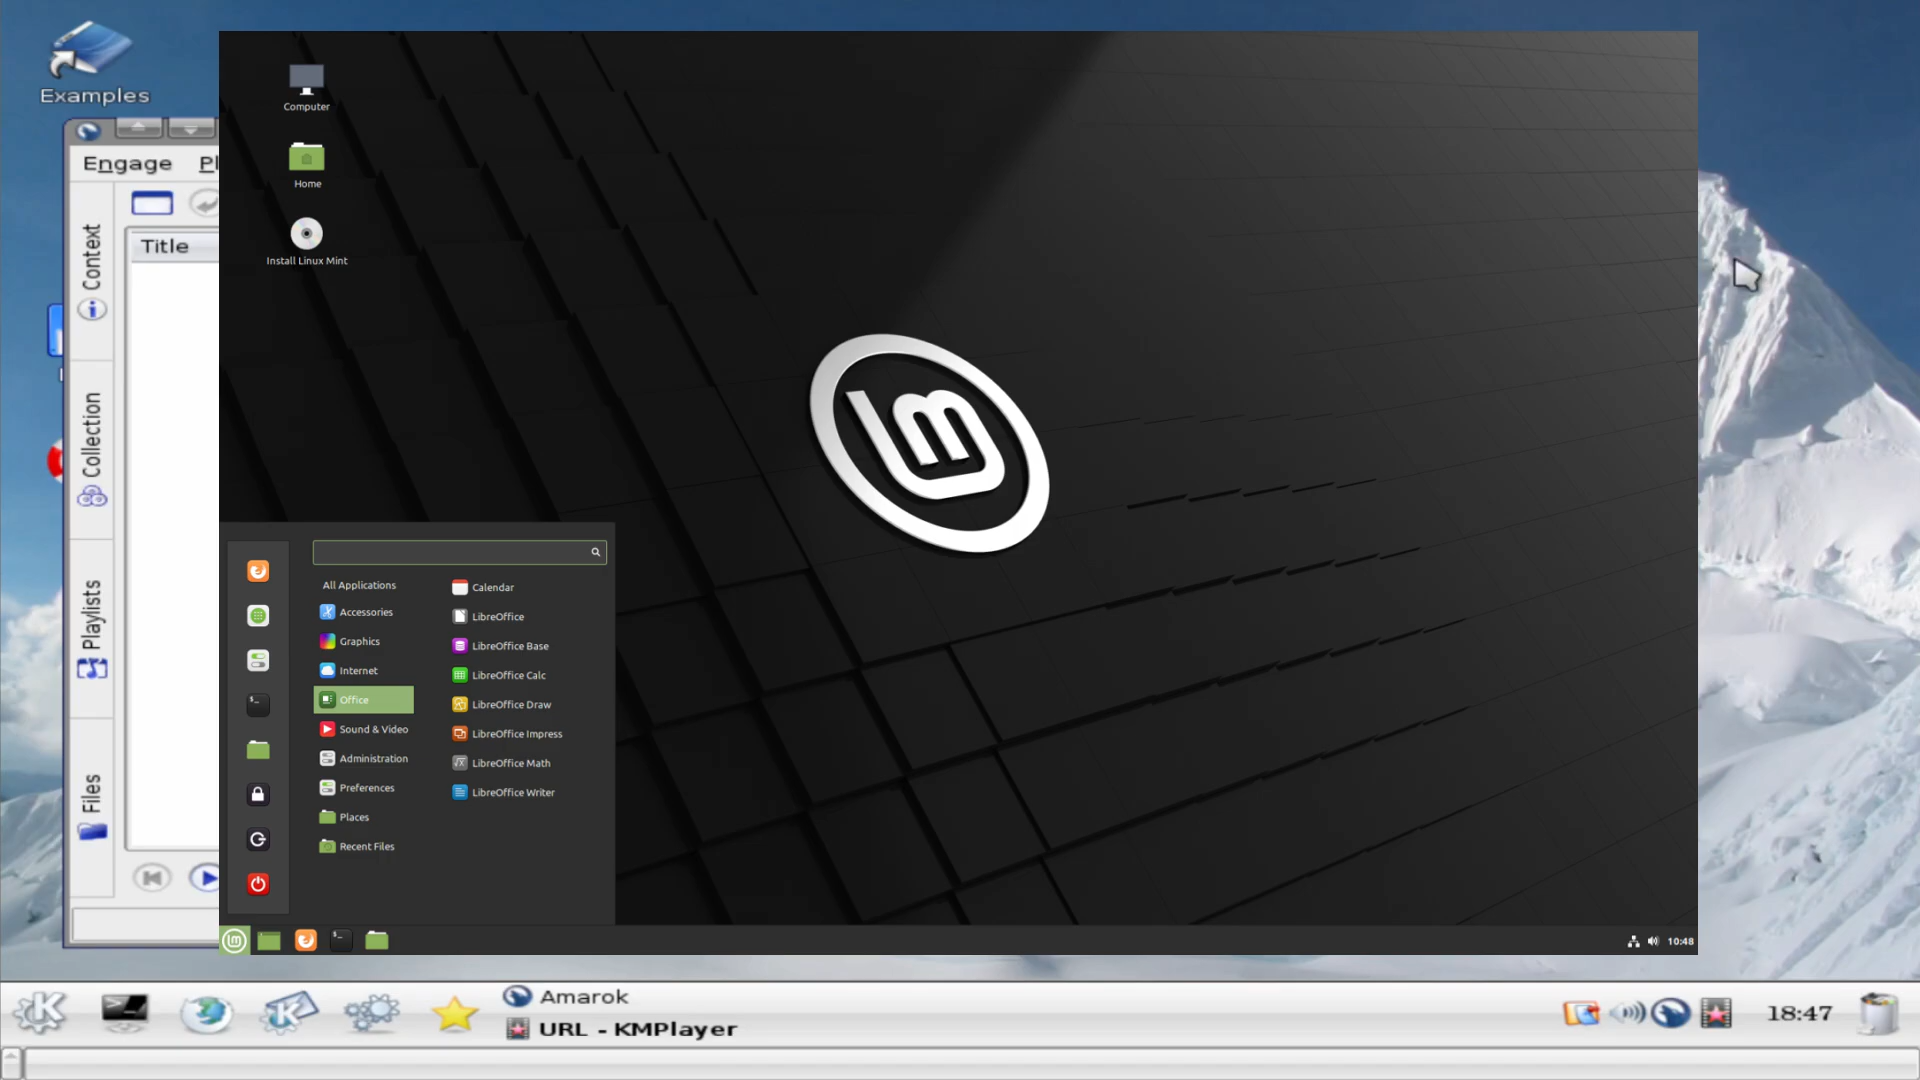 Examples
Engage Pl
Context
Title
Collection
Playlists
Files
Computer
Home
Install Linux Mint
All Applications
Accessories
Graphics
Internet
Office
Sound & Video
Administration
Preferences
Places
Recent Files
Calendar
LibreOffice
LibreOffice Base
LibreOffice Calc
LibreOffice Draw
LibreOffice Impress
LibreOffice Math
LibreOffice Writer
10:48
Amarok
URL - KMPlayer
18:47